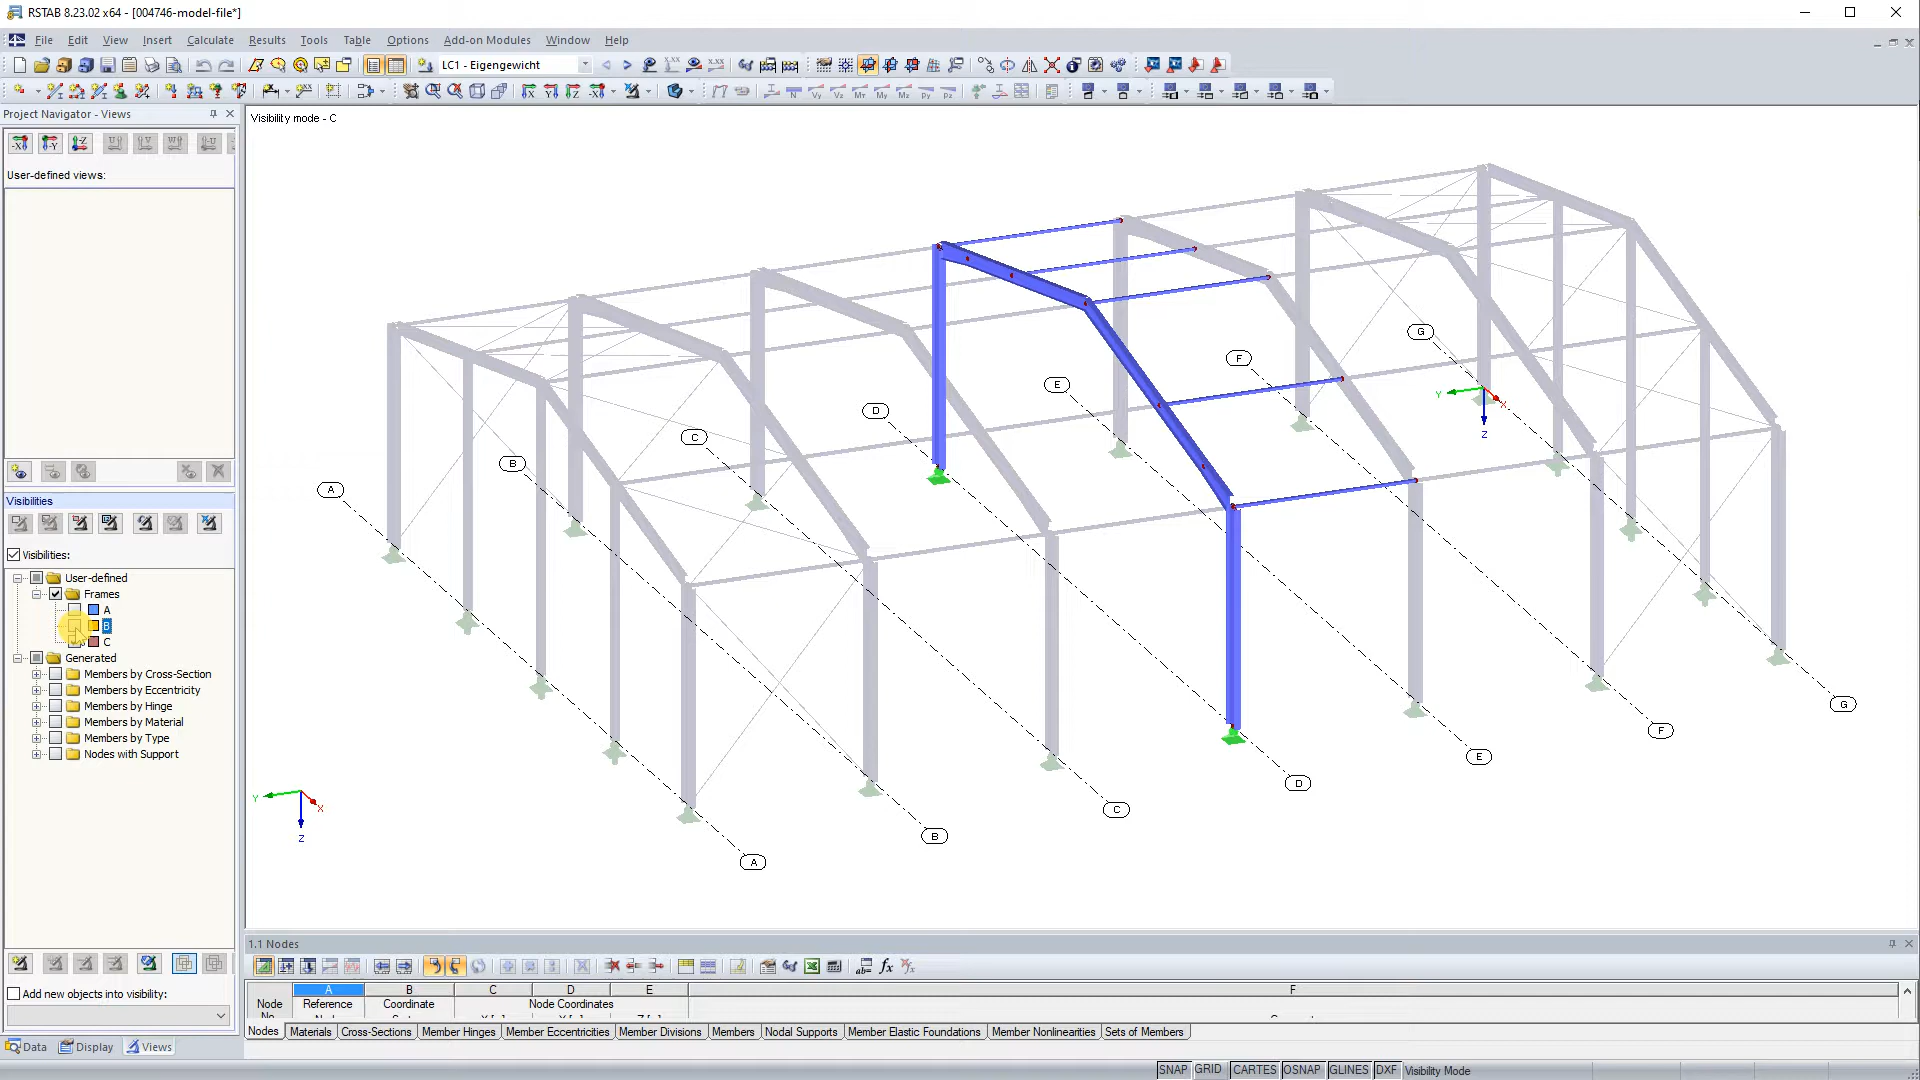 RSTAB 8.23.02 x64 - [004746-model-file*]
File Edit View Insert Calculate Results Tools Table Options Add-on Modules Window Help
LC1 - Eigengewicht
Project Navigator - Views
Visibility mode - C
User-defined views:
Visibilities
Visibilities:
User-defined
Frames
A
B
C
Generated
Members by Cross-Section
Members by Eccentricity
Members by Hinge
Members by Material
Members by Type
Nodes with Support
Add new objects into visibility:
Data Display Views
G
F
E
D
C
B
A
Y
X
Z
Y
X
Z
G
F
E
D
C
B
A
1.1 Nodes
A B C D E F
Node Reference Coordinate Node Coordinates
Nodes Materials Cross-Sections Member Hinges Member Eccentricities Member Divisions Members Nodal Supports Member Elastic Foundations Member Nonlinearities Sets of Members
SNAP GRID CARTES OSNAP GLINES DXF Visibility Mode